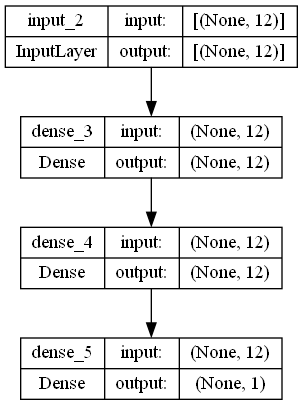 input_2 input: [(None, 12)]
InputLayer output: [(None, 12)]
dense_3 input: (None, 12)
Dense output: (None, 12)
dense_4 input: (None, 12)
Dense output: (None, 12)
dense_5 input: (None, 12)
Dense output: (None, 1)